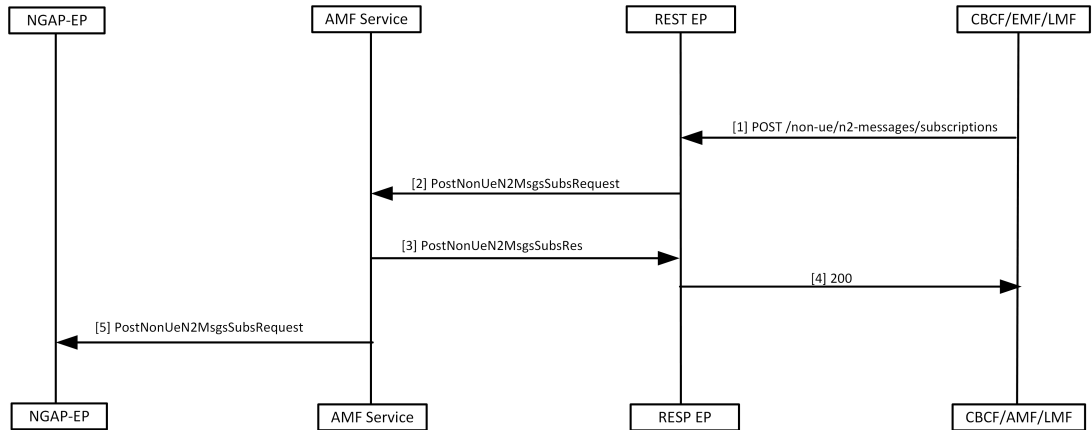 NGAP-EP
AMF Service
REST EP
CBCF/EMF/LMF
[1] POST /non-ue/n2-messages/subscriptions
[2] PostNonUeN2MsgsSubsRequest
[3] PostNonUeN2MsgsSubsRes
[4] 200
[5] PostNonUeN2MsgsSubsRequest
NGAP-EP
AMF Service
RESP EP
CBCF/AMF/LMF